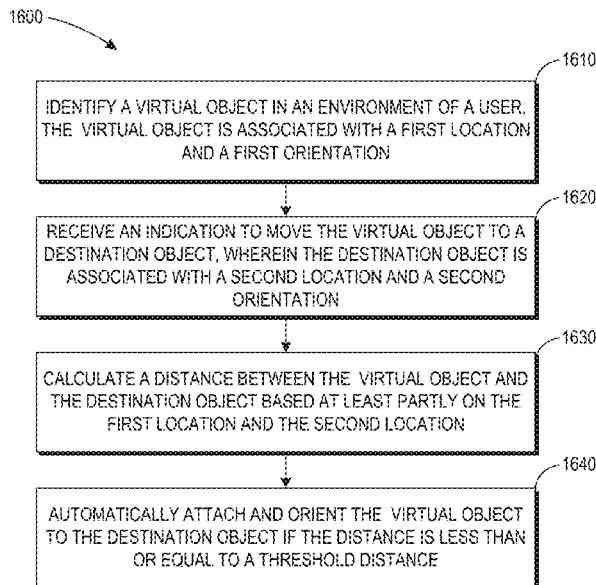 1600
1610
IDENTIFY A VIRTUAL OBJECT IN AN ENVIRONMENT OF A USER,
THE VIRTUAL OBJECT IS ASSOCIATED WITH A FIRST LOCATION
AND A FIRST ORIENTATION
1620
RECEIVE AN INDICATION TO MOVE THE VIRTUAL OBJECT TO A
DESTINATION OBJECT, WHEREIN THE DESTINATION OBJECT IS
ASSOCIATED WITH A SECOND LOCATION AND A SECOND
ORIENTATION
1630
CALCULATE A DISTANCE BETWEEN THE VIRTUAL OBJECT AND
THE DESTINATION OBJECT BASED AT LEAST PARTLY ON THE
FIRST LOCATION AND THE SECOND LOCATION
1640
AUTOMATICALLY ATTACH AND ORIENT THE VIRTUAL OBJECT
TO THE DESTINATION OBJECT IF THE DISTANCE IS LESS THAN
OR EQUAL TO A THRESHOLD DISTANCE